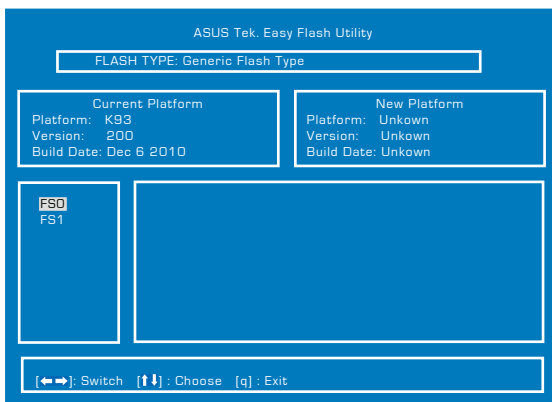 ASUS Tek. Easy Flash Utility
FLASH TYPE: Generic Flash Type
Current Platform
Platform: K93
Version: 200
Build Date: Dec 6 2010
New Platform
Platform: Unkown
Version: Unkown
Build Date: Unkown
FS0
FS1
[⬅➡]: Switch [⬆⬇] : Choose [q] : Exit